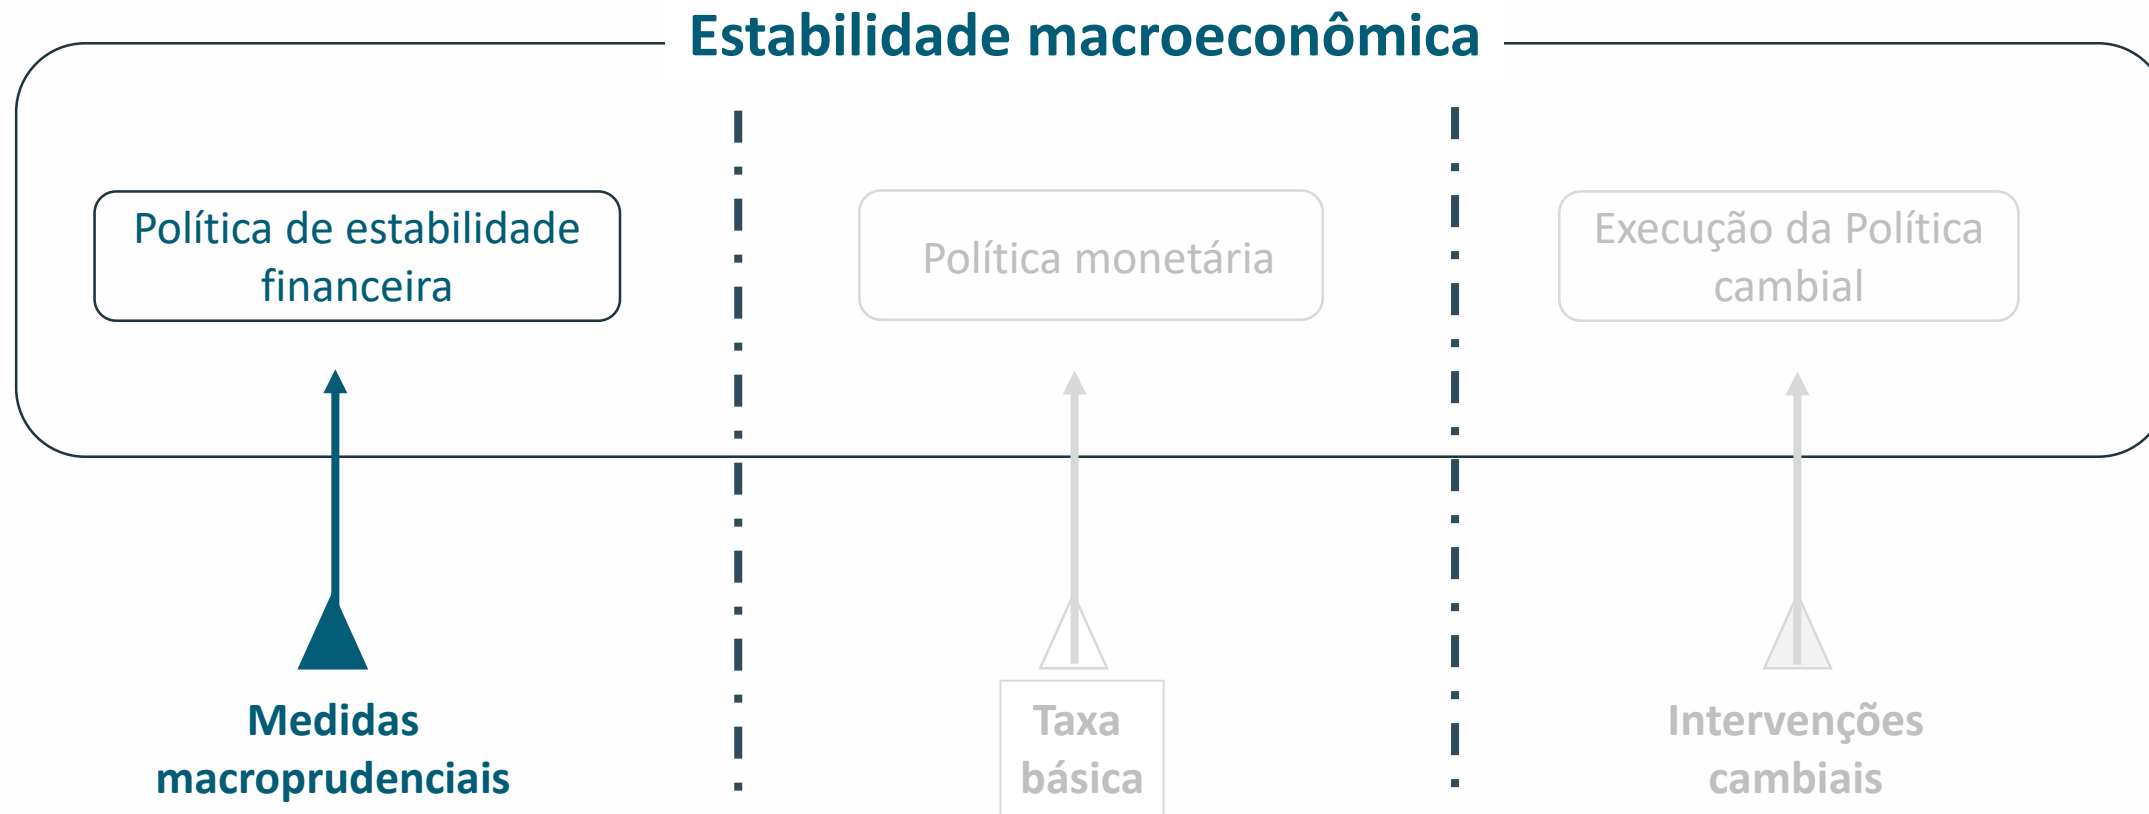 Estabilidade macroeconômica
Política de estabilidade
financeira
Política monetária
Execução da Política
cambial
Medidas
macroprudenciais
Taxa
básica
Intervenções
cambiais